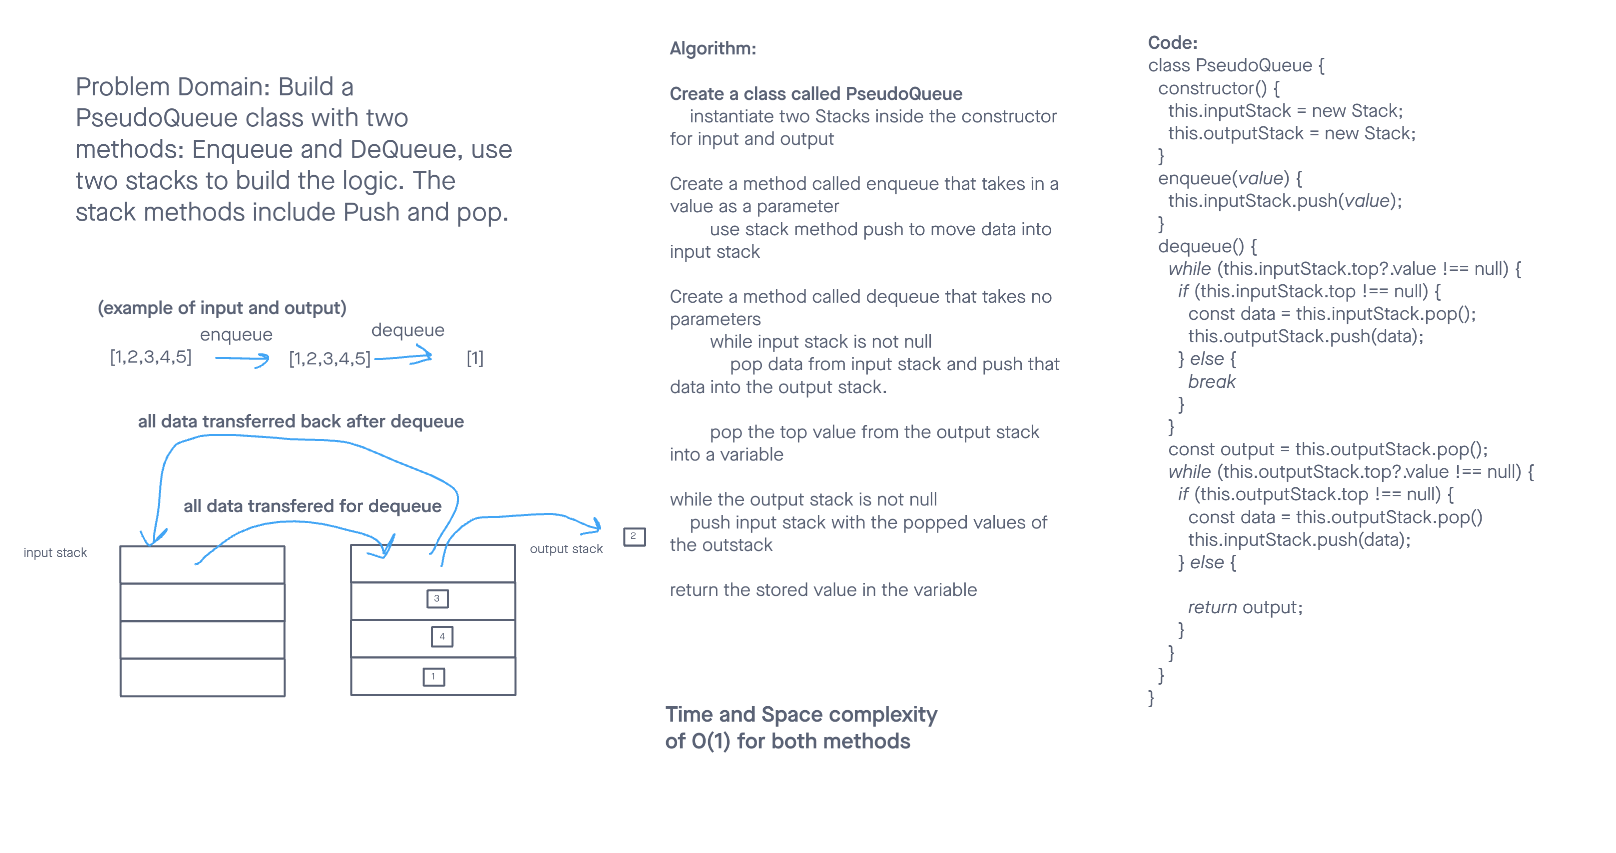 Problem Domain: Build a
PseudoQueue class with two
methods: Enqueue and DeQueue, use
two stacks to build the logic. The
stack methods include Push and pop.
(example of input and output)
enqueue
dequeue
[1,2,3,4,5]
[1,2,3,4,5]
[1]
all data transferred back after dequeue
all data transfered for dequeue
input stack
output stack
2
3
4
1
Algorithm:
Create a class called PseudoQueue
instantiate two Stacks inside the constructor
for input and output
Create a method called enqueue that takes in a
value as a parameter
use stack method push to move data into
input stack
Create a method called dequeue that takes no
parameters
while input stack is not null
pop data from input stack and push that
data into the output stack.
pop the top value from the output stack
into a variable
while the output stack is not null
push input stack with the popped values of
the outstack
return the stored value in the variable
Time and Space complexity
of O(1) for both methods
Code:
class PseudoQueue {
constructor() {
this.inputStack = new Stack;
this.outputStack = new Stack;
}
enqueue(value) {
this.inputStack.push(value);
}
dequeue() {
while (this.inputStack.top?.value !== null) {
if (this.inputStack.top !== null) {
const data = this.inputStack.pop();
this.outputStack.push(data);
} else {
break
}
}
const output = this.outputStack.pop();
while (this.outputStack.top?.value !== null) {
if (this.outputStack.top !== null) {
const data = this.outputStack.pop()
this.inputStack.push(data);
} else {
return output;
}
}
}
}